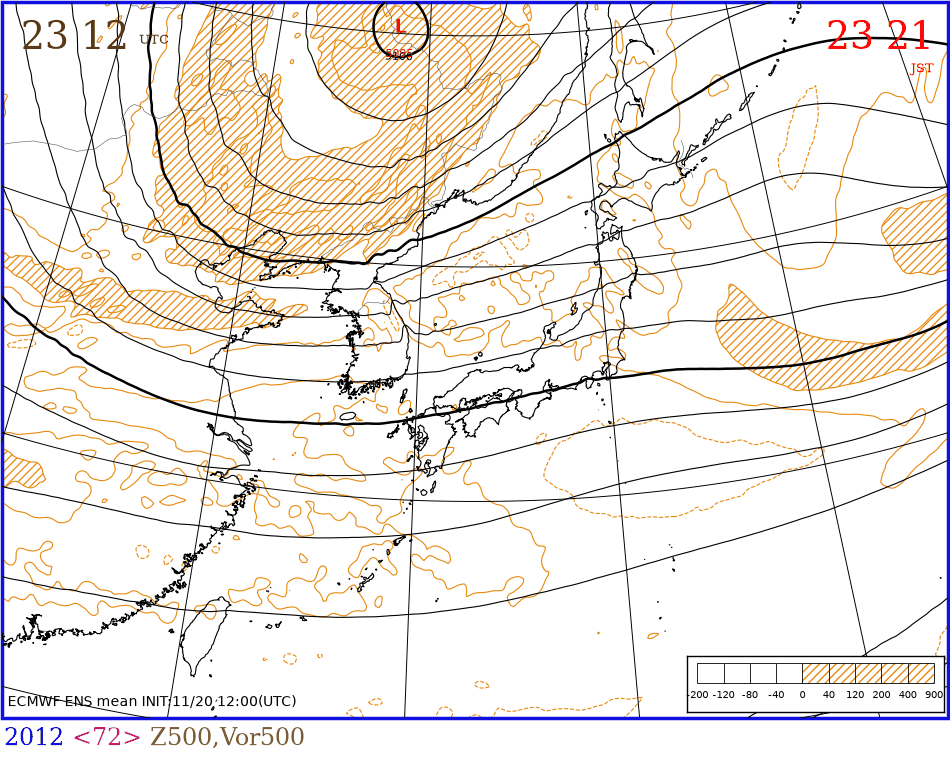 23 12 UTC
23 21
JST
L
ECMWF ENS mean INIT:11/20 12:00(UTC)
-200 -120 -80 -40 0 40 120 200 400 900
2012 <72> Z500,Vor500